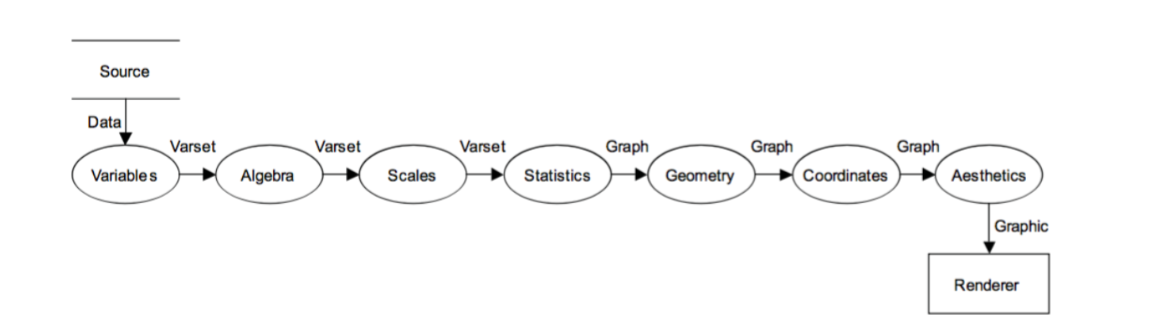 Source
Data
Varset
Varset
Varset
Graph
Graph
Graph
Variables
Algebra
Scales
Statistics
Geometry
Coordinates
Aesthetics
Graphic
Renderer